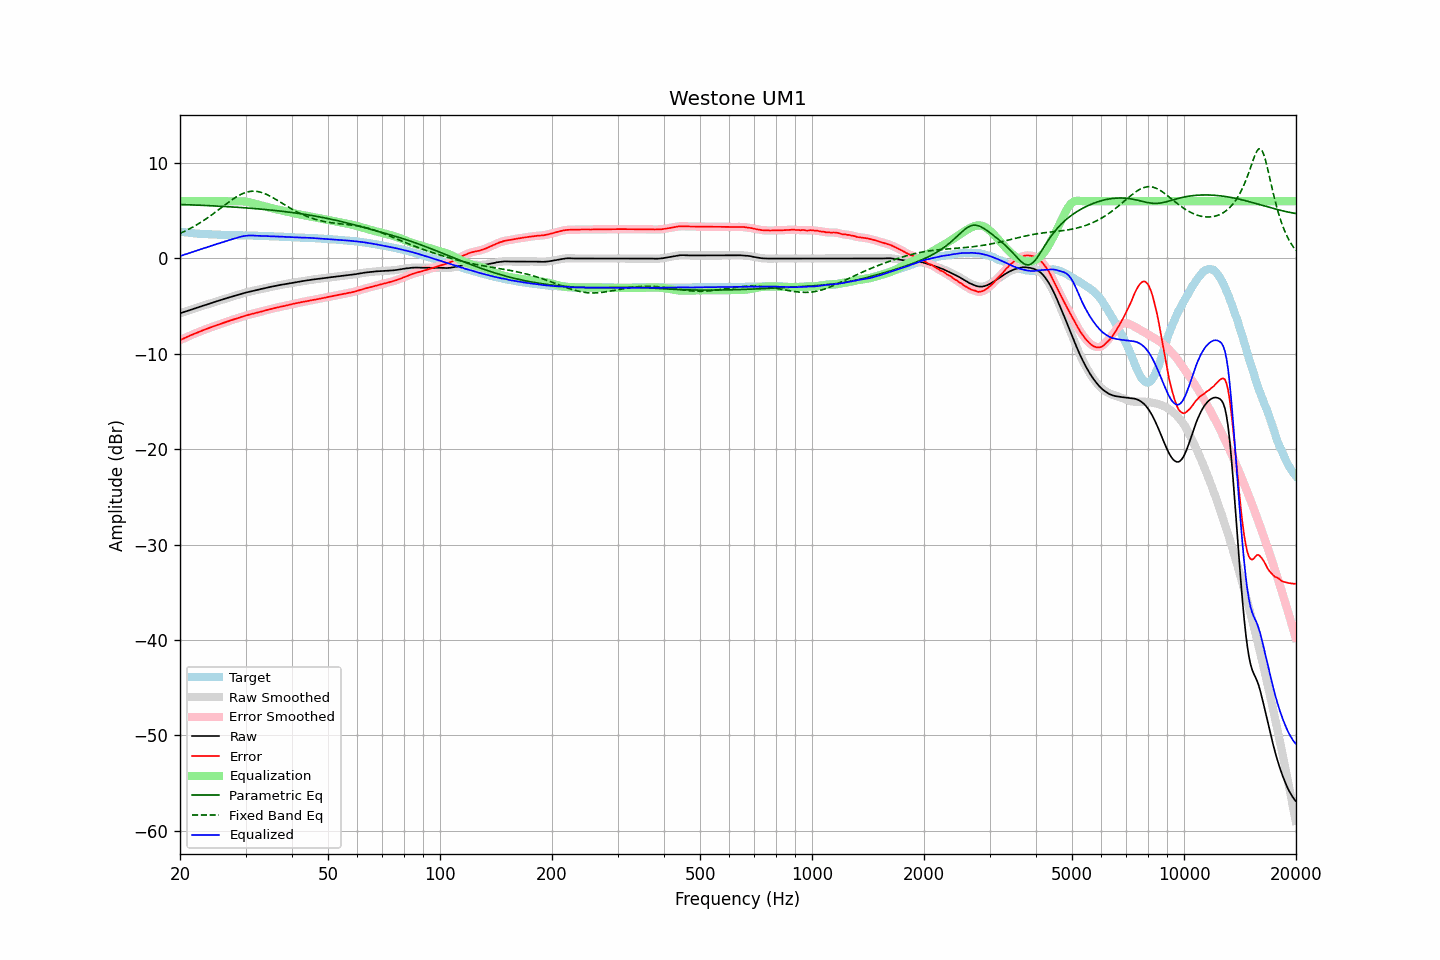 Westone UM1
10
0
−10
−20
−30
−40
−50
−60
Amplitude (dBr)
Target
Raw Smoothed
Error Smoothed
Raw
Error
Equalization
Parametric Eq
Fixed Band Eq
Equalized
20 50 100 200 500 1000 2000 5000 10000 20000
Frequency (Hz)